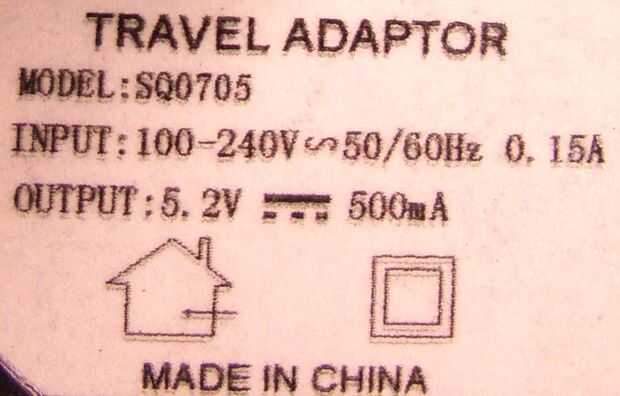 TRAVEL ADAPTOR
MODEL:SQ0705
INPUT:100-240V∽50/60Hz 0.15A
OUTPUT:5.2V ⎓ 500mA
MADE IN CHINA